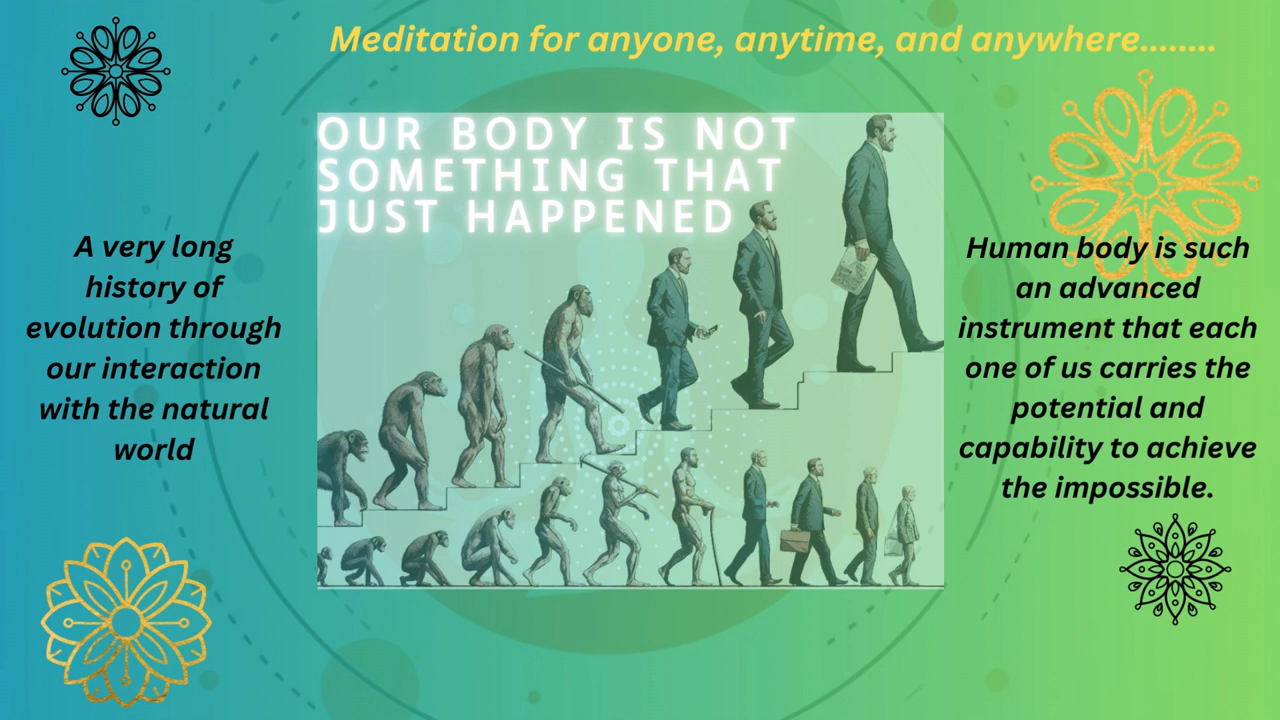 Meditation for anyone, anytime, and anywhere........
OUR BODY IS NOT
SOMETHING THAT
JUST HAPPENED
A very long
history of
evolution through
our interaction
with the natural
world
Human body is such
an advanced
instrument that each
one of us carries the
potential and
capability to achieve
the impossible.